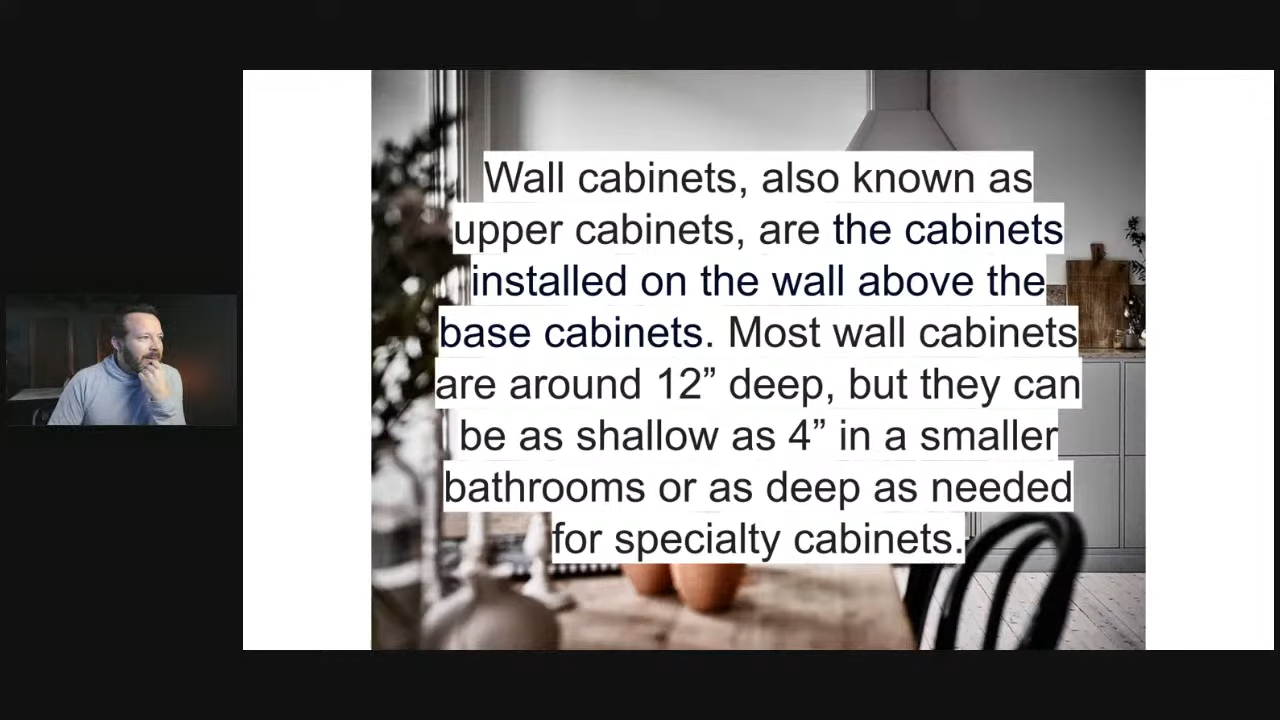 Wall cabinets, also known as
upper cabinets, are the cabinets
installed on the wall above the
base cabinets. Most wall cabinets
are around 12” deep, but they can
be as shallow as 4” in a smaller
bathrooms or as deep as needed
for specialty cabinets.